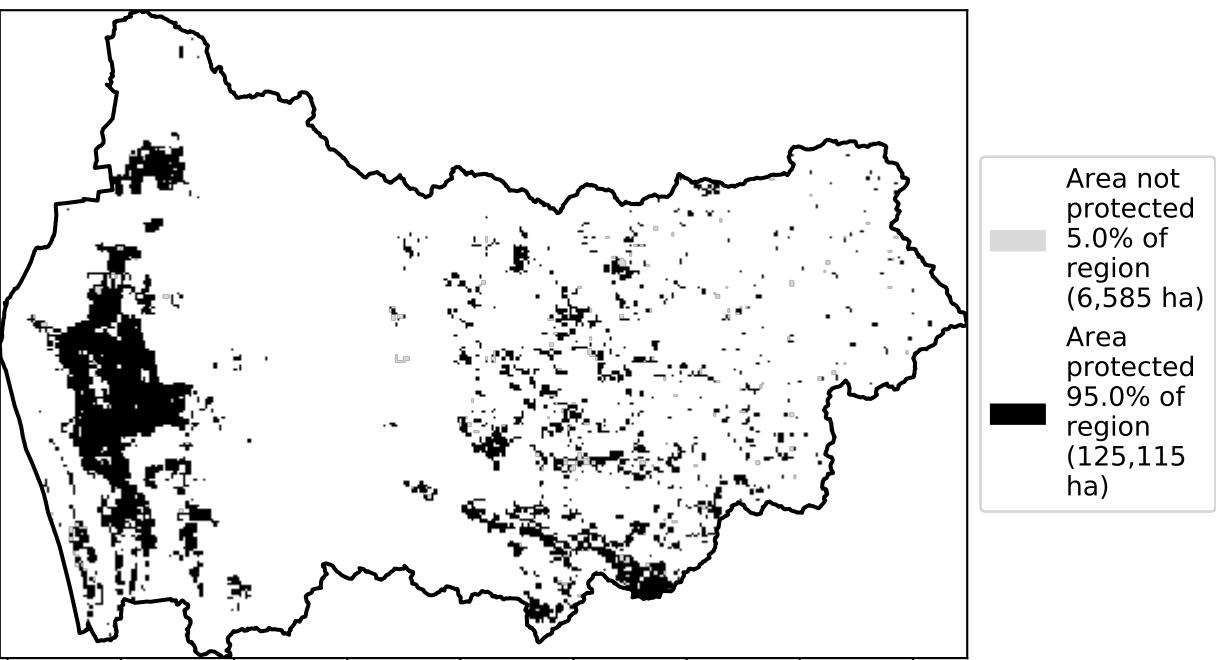 Area not
protected
5.0% of
region
(6,585 ha)
Area
protected
95.0% of
region
(125,115
ha)